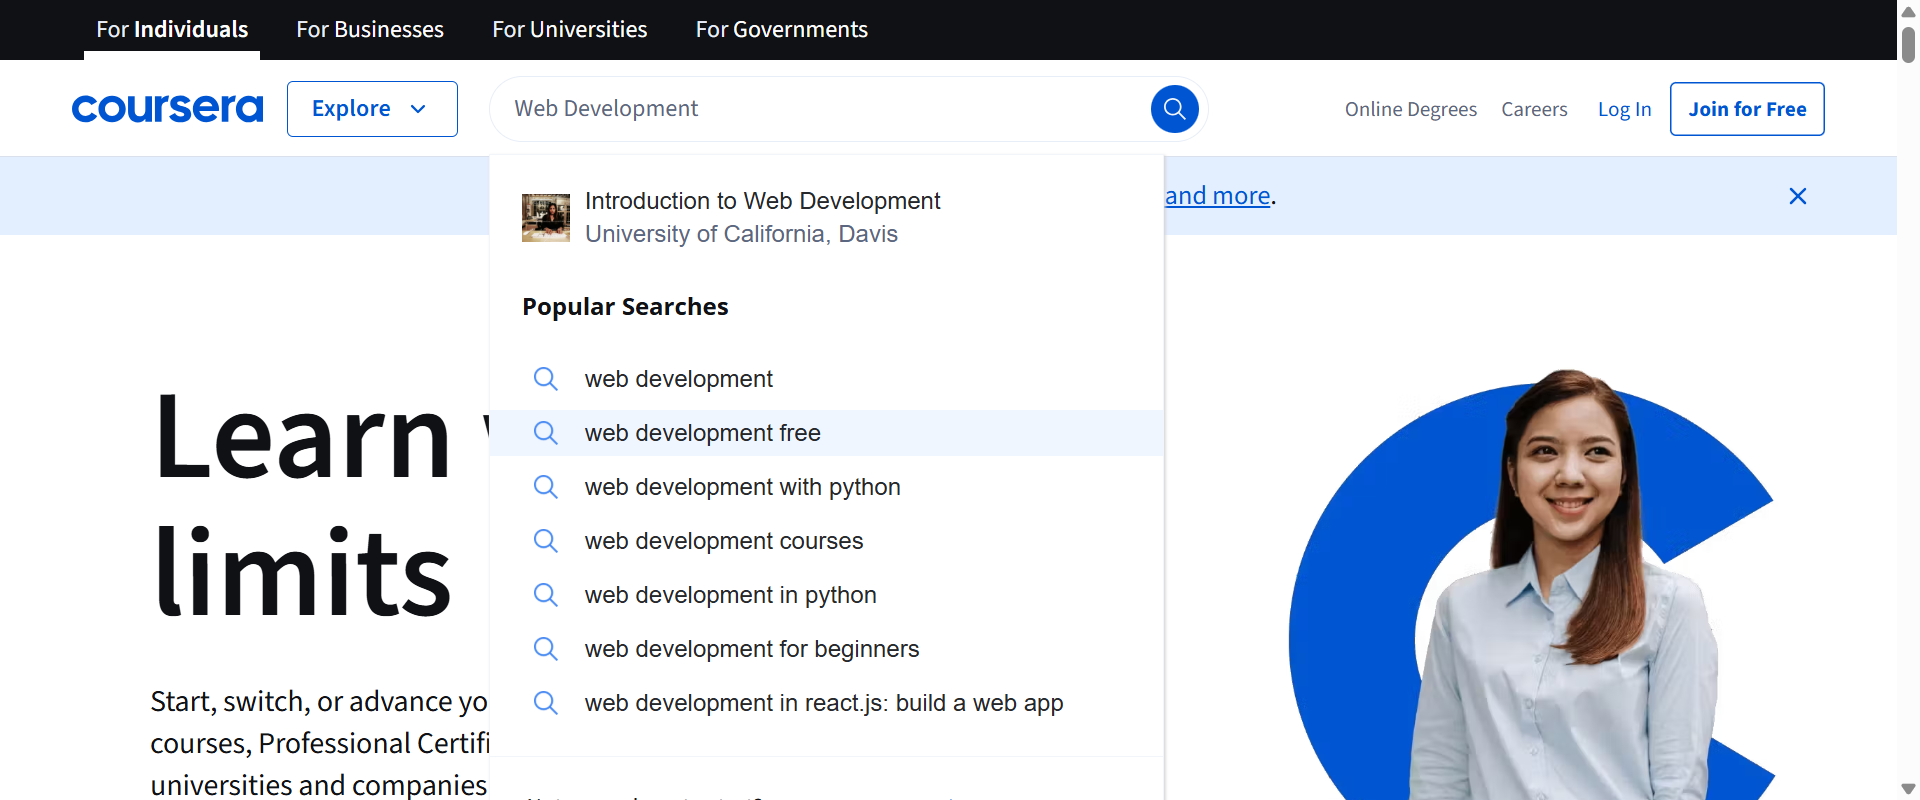 For Individuals
For Businesses
For Universities
For Governments
coursera
Explore
Web Development
Online Degrees
Careers
Log In
Join for Free
and more.
Introduction to Web Development
University of California, Davis
Popular Searches
web development
web development free
web development with python
web development courses
web development in python
web development for beginners
web development in react.js: build a web app
Learn
limits
Start, switch, or advance yo
courses, Professional Certifi
universities and companies